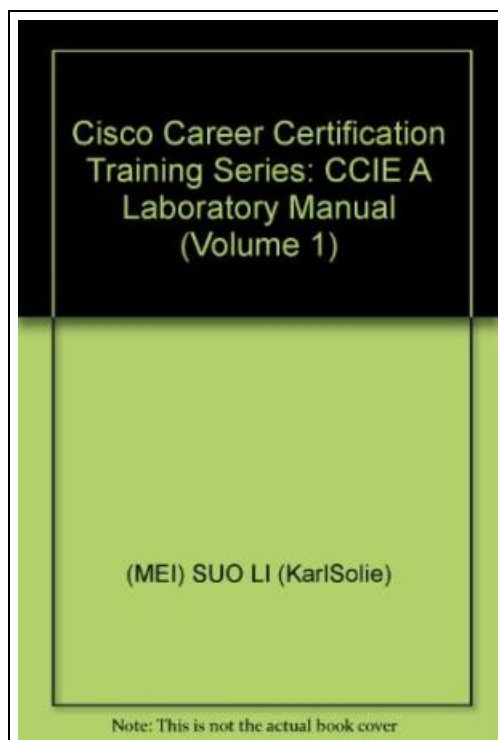 Cisco Career Certification
Training Series: CCIE A
Laboratory Manual
(Volume 1)
(MEI) SUO LI (KarlSolie)
Note: This is not the actual book cover